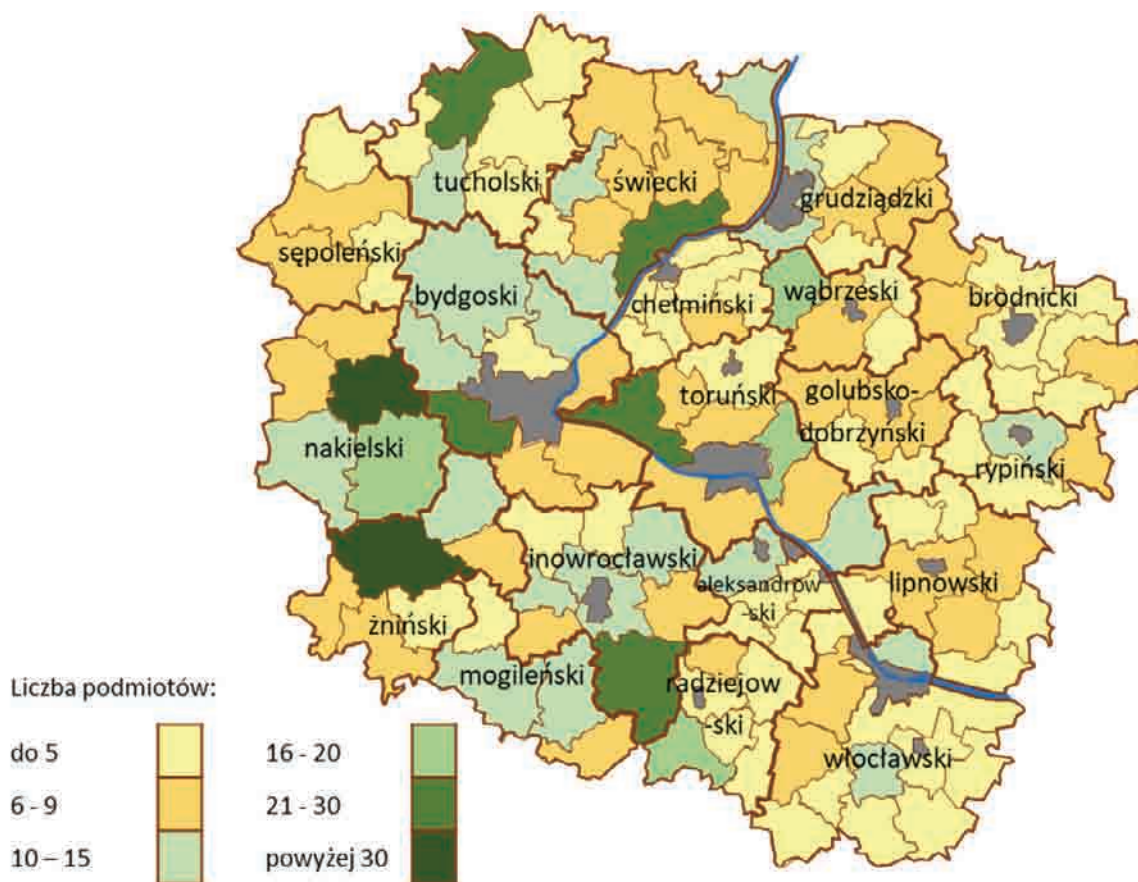 tucholski
świecki
grudziądzki
sępoleński
bydgoski
chełmiński
wąbrzeski
brodnicki
toruński
golubsko-
dobrzyński
nakielski
rypiński
inowrocławski
aleksandrow
-ski
lipnowski
żniński
mogileński
radziejow
-ski
włocławski
Liczba podmiotów:
do 5
6 - 9
10 – 15
16 - 20
21 - 30
powyżej 30